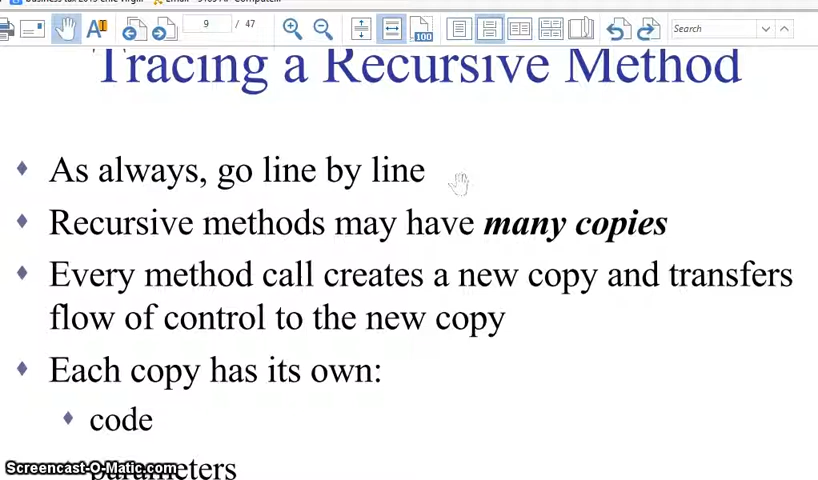 9 / 47
100
Search
Tracing a Recursive Method
As always, go line by line
Recursive methods may have many copies
Every method call creates a new copy and transfers
flow of control to the new copy
Each copy has its own:
code
parameters
Screencast-O-Matic.com